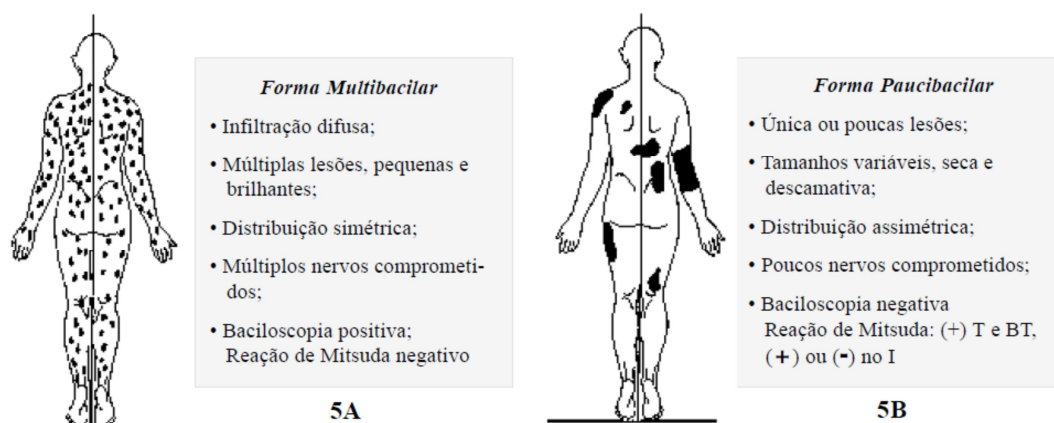 Forma Multibacilar
• Infiltração difusa;
• Múltiplas lesões, pequenas e
brilhantes;
• Distribuição simétrica;
• Múltiplos nervos comprometi-
dos;
• Baciloscopia positiva;
Reação de Mitsuda negativo
5A
Forma Paucibacilar
• Única ou poucas lesões;
• Tamanhos variáveis, seca e
descamativa;
• Distribuição assimétrica;
• Poucos nervos comprometidos;
• Baciloscopia negativa
Reação de Mitsuda: (+) T e BT,
(+) ou (-) no I
5B